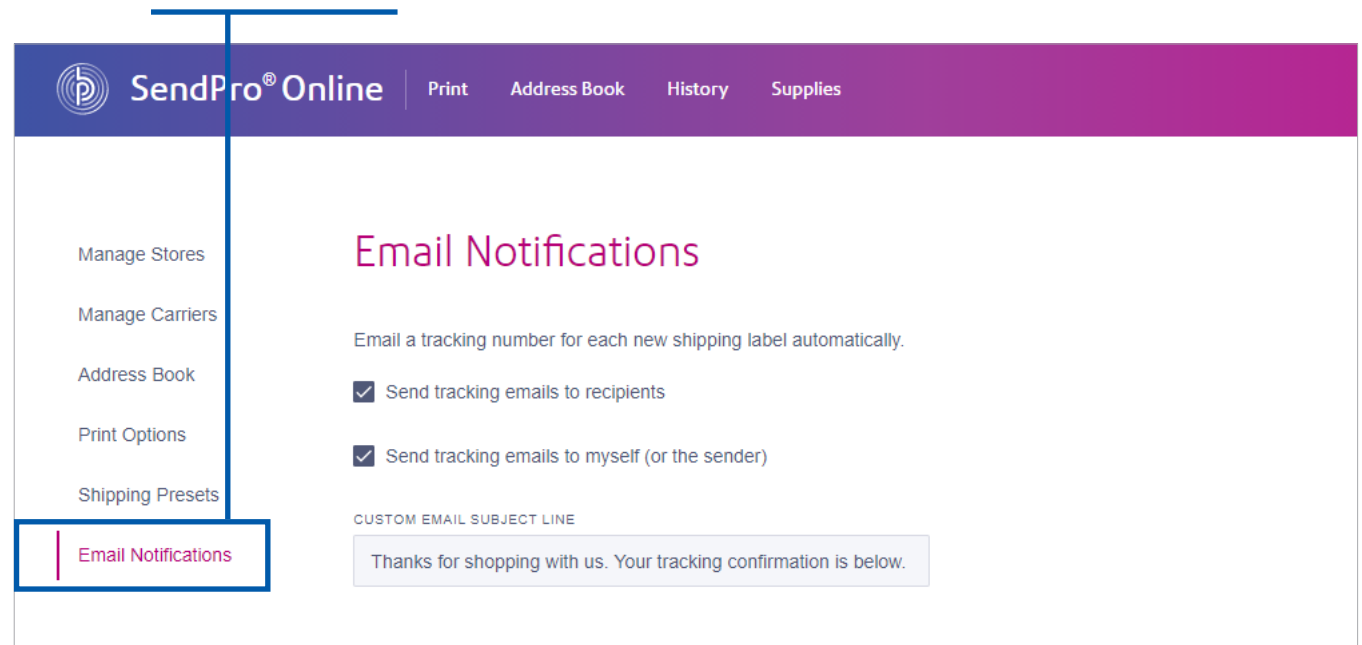 SendPro® Online
Print
Address Book
History
Supplies
Manage Stores
Manage Carriers
Address Book
Print Options
Shipping Presets
Email Notifications
Email Notifications
Email a tracking number for each new shipping label automatically.
Send tracking emails to recipients
Send tracking emails to myself (or the sender)
CUSTOM EMAIL SUBJECT LINE
Thanks for shopping with us. Your tracking confirmation is below.